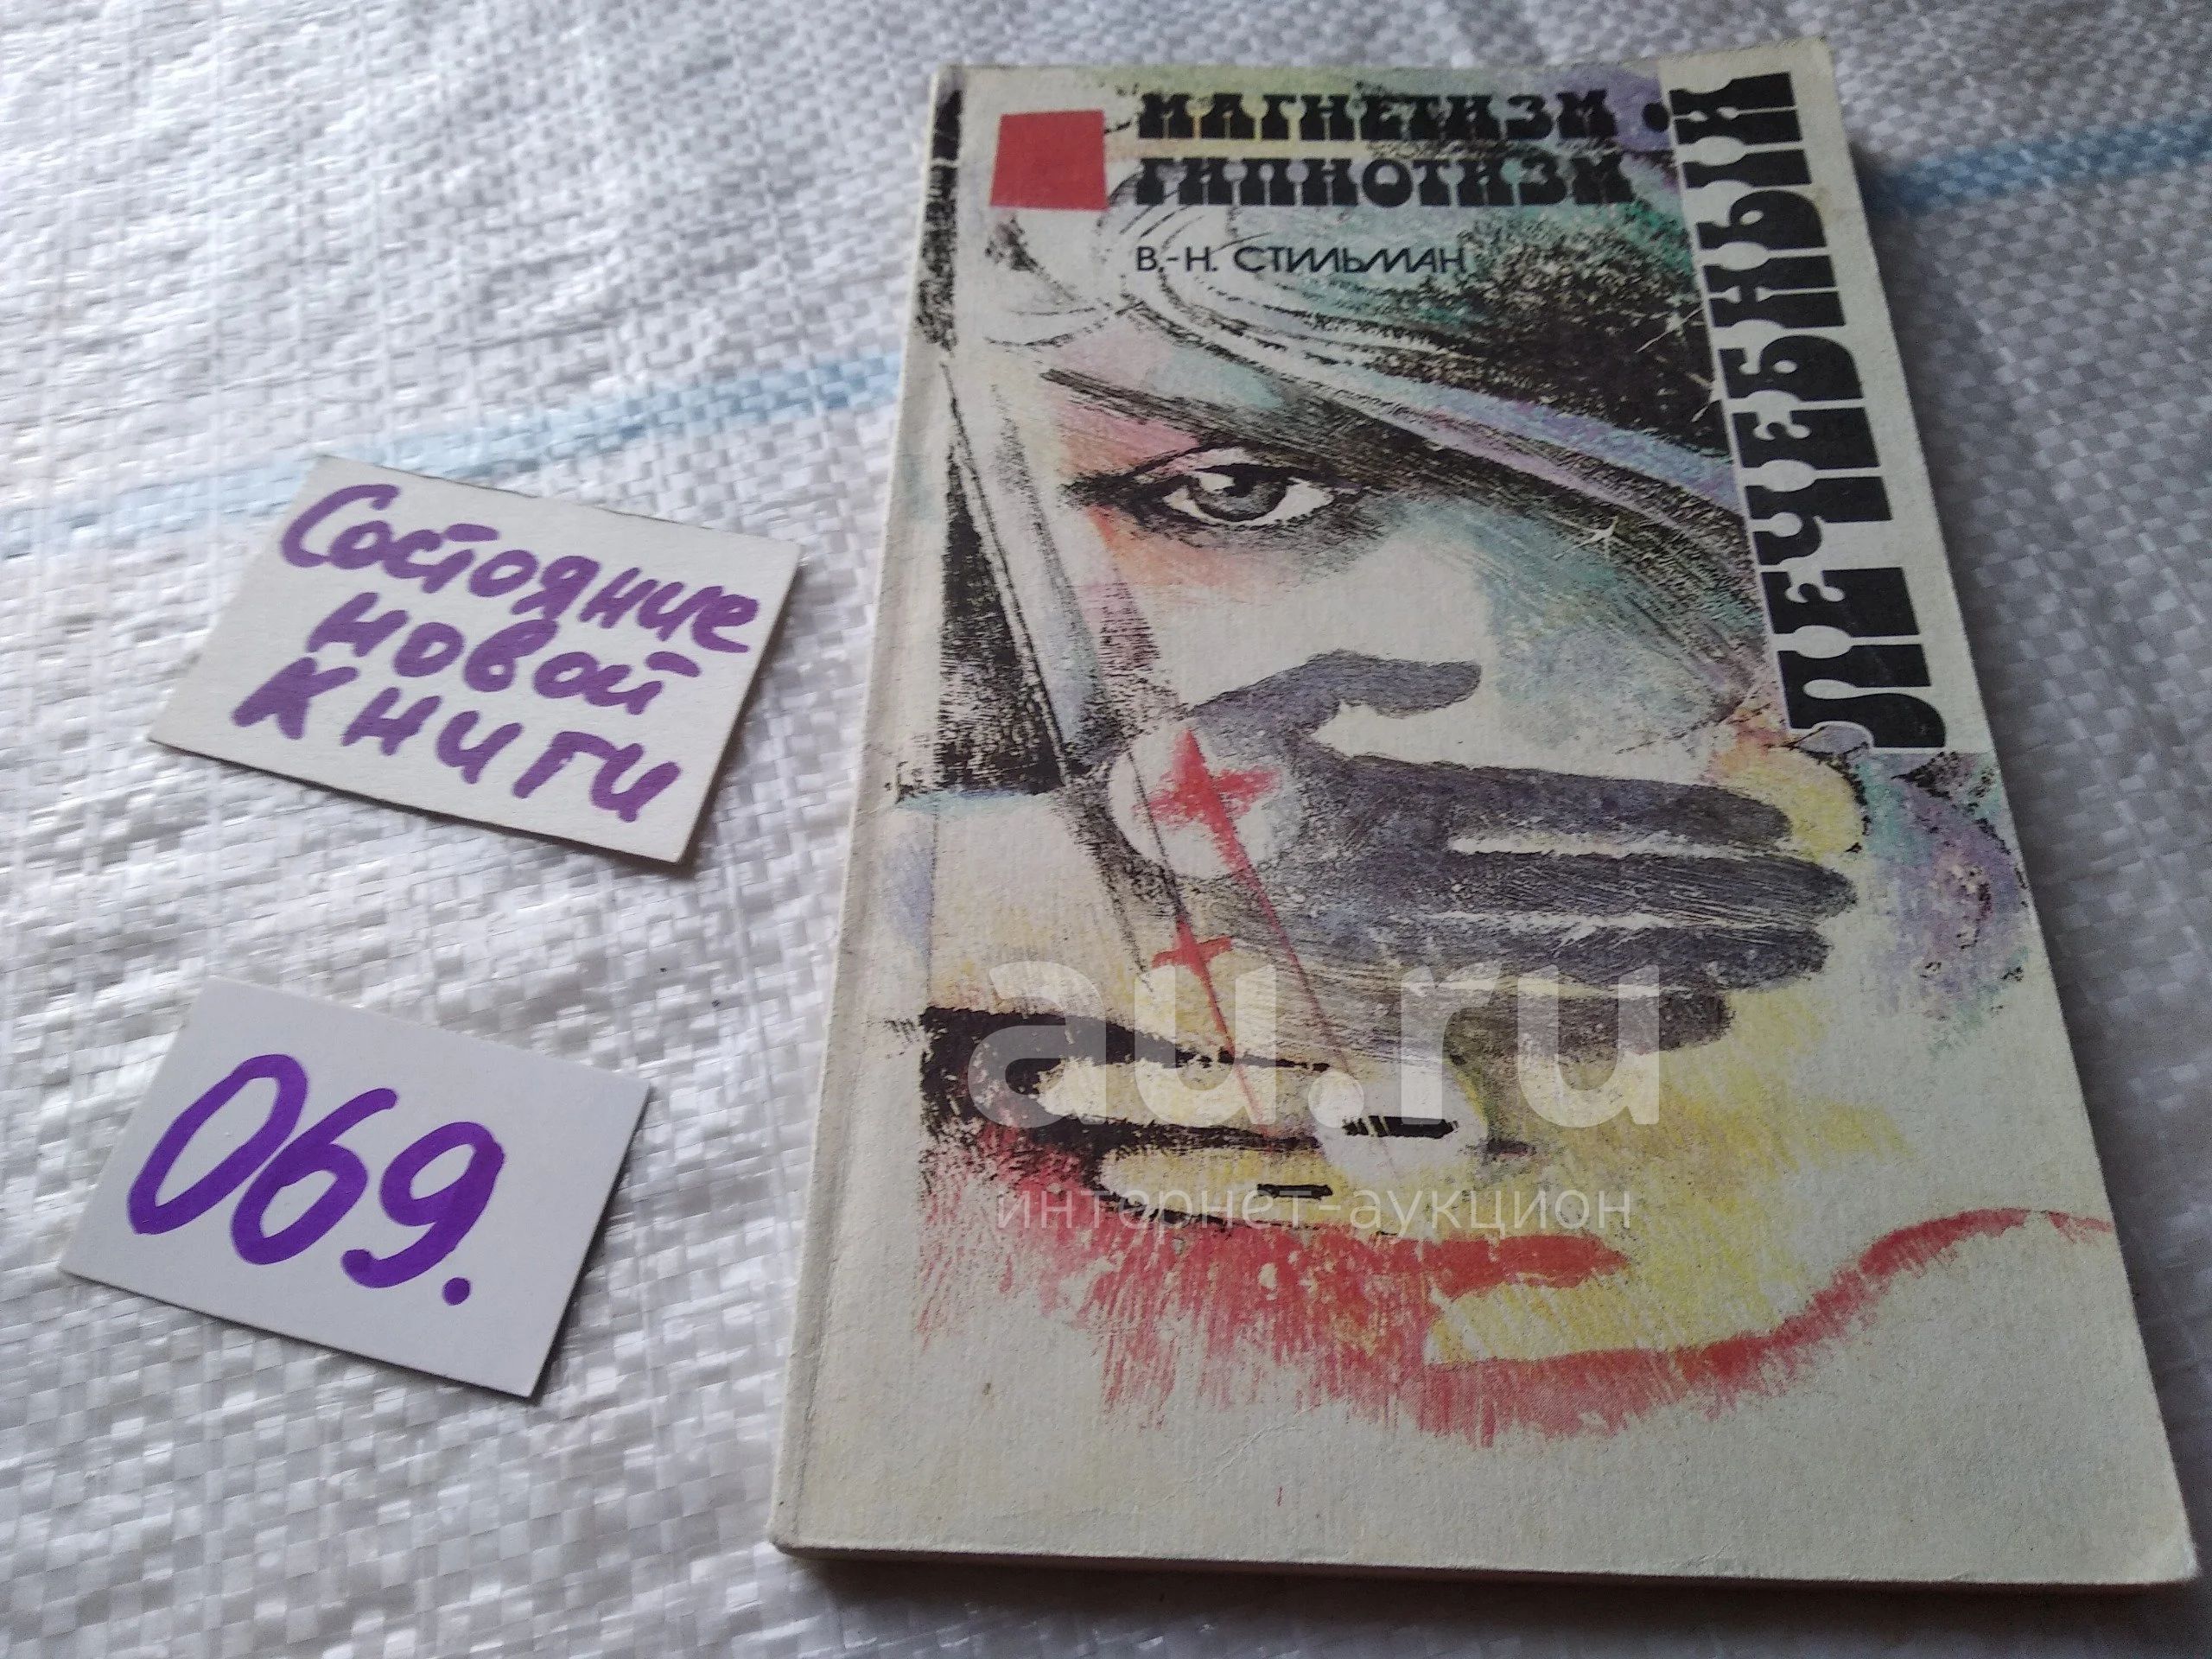 МАГНЕТИЗМ •
ГИПНОТИЗМ
В.-Н. СТИЛЬМАН
ЛЕЧЕБНЫЙ
Состояние
новой
книги
069.
au.ru
интернет-аукцион